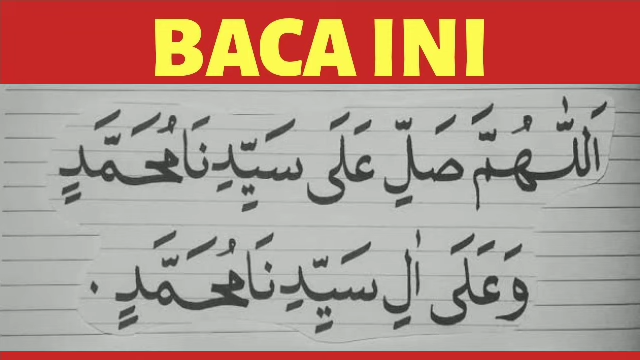 BACA INI
اَللّٰهُمَّ صَلِّ عَلَى سَيِّدِنَا مُحَمَّدٍ
وَعَلَى اٰلِ سَيِّدِنَا مُحَمَّدٍ.